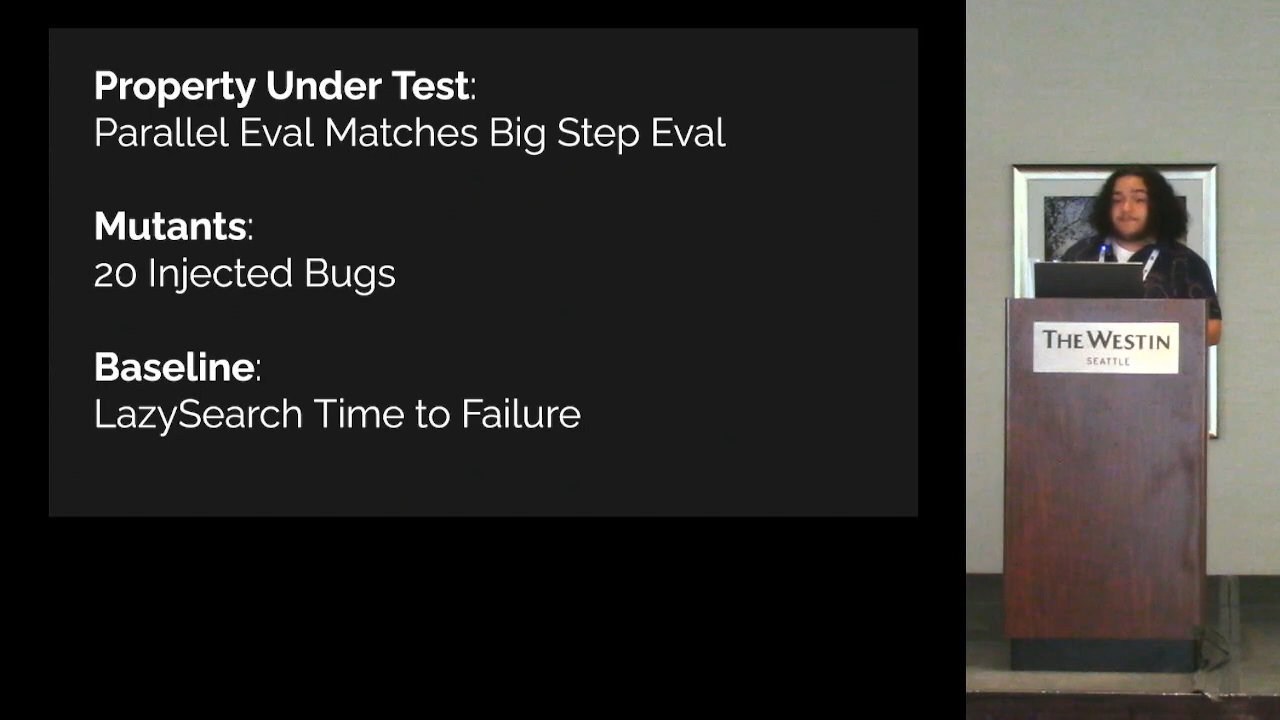 Property Under Test:
Parallel Eval Matches Big Step Eval
Mutants:
20 Injected Bugs
Baseline:
LazySearch Time to Failure
THE WESTIN
SEATTLE